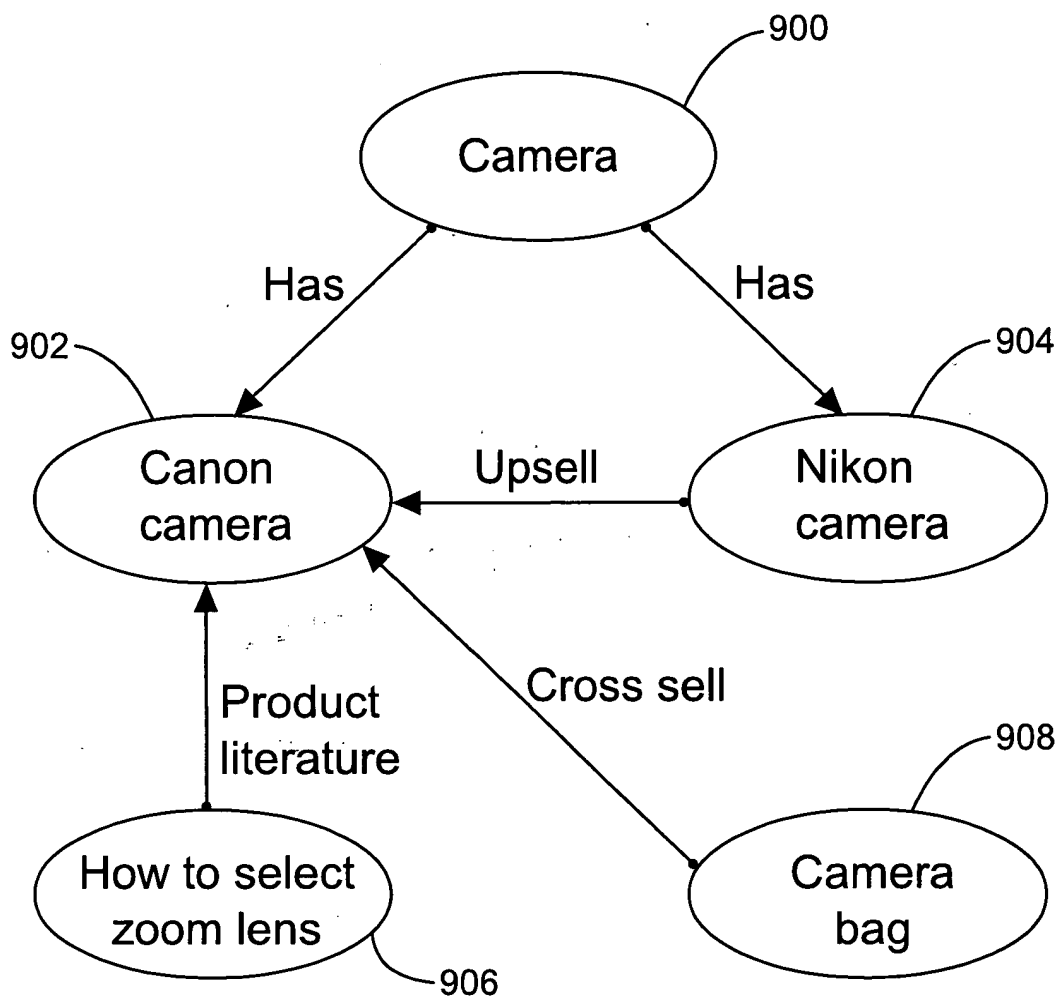 900
Camera
Has
Has
902
904
Canon
camera
Upsell
Nikon
camera
Product
literature
Cross sell
908
How to select
zoom lens
Camera
bag
906